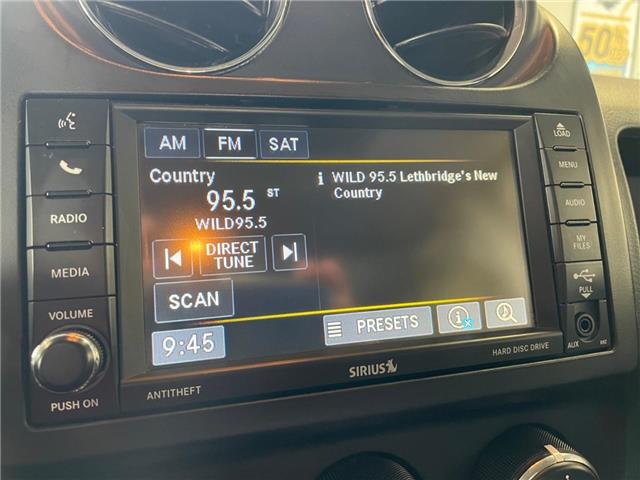 50%
LOAD
MENU
AUDIO
MY
FILES
PULL
AUX
RADIO
MEDIA
VOLUME
PUSH ON
AM FM SAT
Country
95.5 ST
WILD95.5
i WILD 95.5 Lethbridge's New
Country
DIRECT
TUNE
SCAN
9:45
PRESETS
i x
ANTITHEFT
SIRIUS
HARD DISC DRIVE